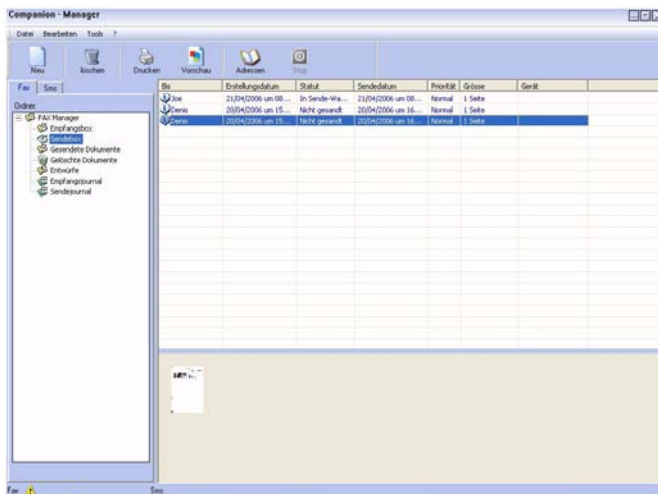 Companion - Manager
Datei Bearbeiten Tools ?
Neu löschen Drucken Vorschau Adressen Stop
Fax Sms
Ordner:
FAX Manager
Empfangsbox
Sendebox
Gesendete Dokumente
Gelöschte Dokumente
Entwürfe
Empfangsjournal
Sendejournal
Bis Erstellungsdatum Statut Sendedatum Priorität Grösse Gerät
Joe 21/04/2006 um 08... In Sende-Wa... 21/04/2006 um 08... Normal 1 Seite
Denis 20/04/2006 um 15... Nicht gesandt 20/04/2006 um 16... Normal 1 Seite
Denis 20/04/2006 um 15... Nicht gesandt 20/04/2006 um 16... Normal 1 Seite
Fax Sms